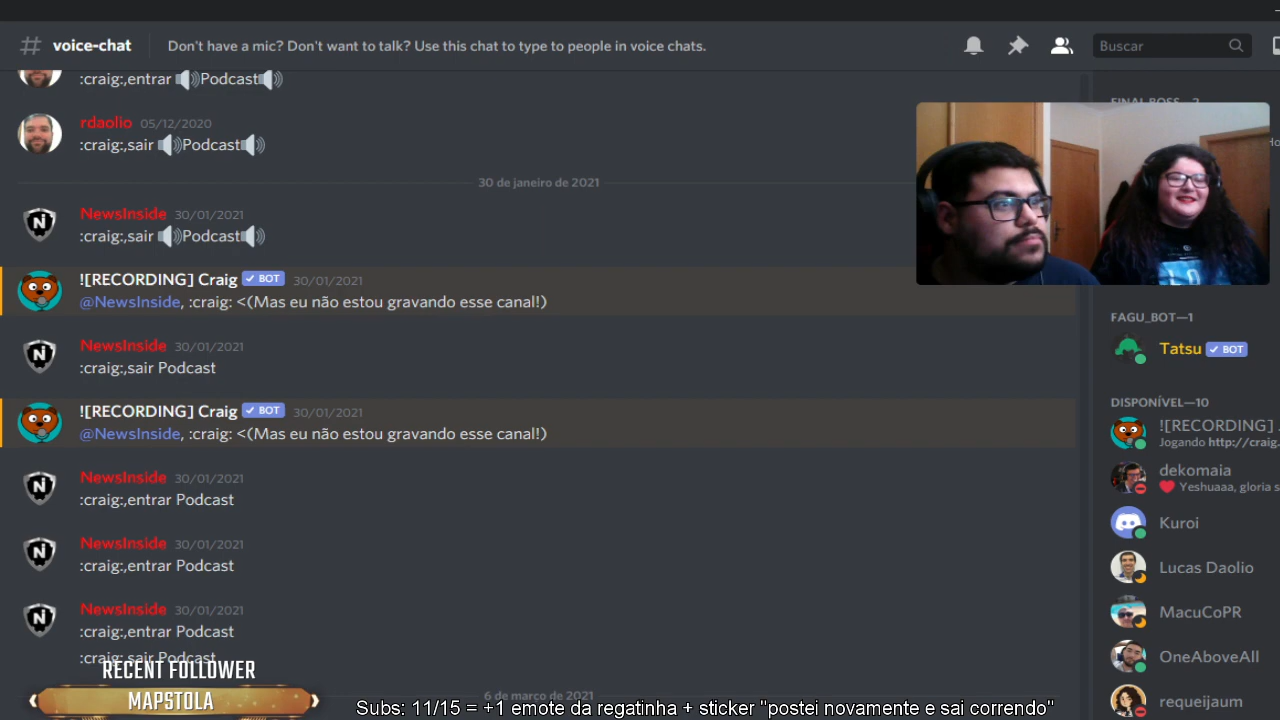 # voice-chat Don't have a mic? Don't want to talk? Use this chat to type to people in voice chats. Buscar
:craig:,entrar 🔊Podcast🔊
rdaolio 05/12/2020
:craig:,sair 🔊Podcast🔊
30 de janeiro de 2021
NewsInside 30/01/2021
:craig:,sair 🔊Podcast🔊
![RECORDING] Craig BOT 30/01/2021
@NewsInside, :craig: <(Mas eu não estou gravando esse canal!)
NewsInside 30/01/2021
:craig:,sair Podcast
![RECORDING] Craig BOT 30/01/2021
@NewsInside, :craig: <(Mas eu não estou gravando esse canal!)
NewsInside 30/01/2021
:craig:,entrar Podcast
NewsInside 30/01/2021
:craig:,entrar Podcast
NewsInside 30/01/2021
:craig:,entrar Podcast
:craig:,sair Podcast
6 de março de 2021
RECENT FOLLOWER
MAPSTOLA
Subs: 11/15 = +1 emote da regatinha + sticker "postei novamente e sai correndo"
FINAL BOSS—2
FAGU_BOT—1
Tatsu BOT
DISPONÍVEL—10
![RECORDING]
Jogando http://craig.
dekomaia
Yeshuaaa, gloria s
Kuroi
Lucas Daolio
MacuCoPR
OneAboveAll
requeijaum